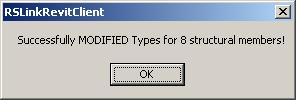 RSLinkRevitClient
Successfully MODIFIED Types for 8 structural members!
OK